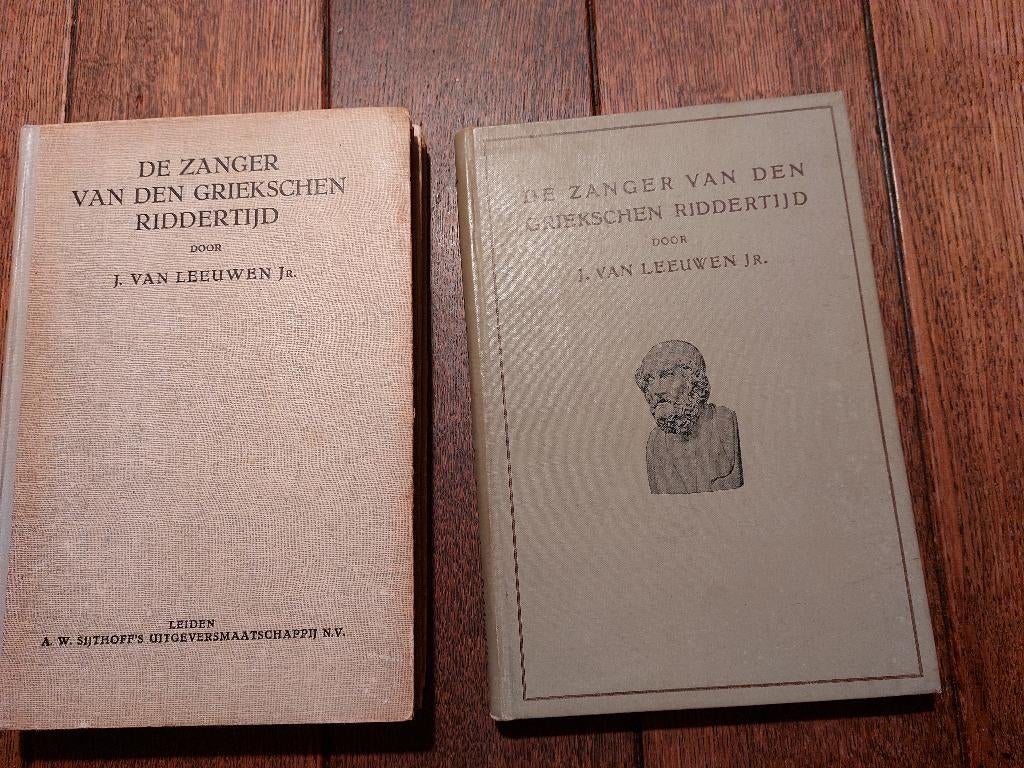 DE ZANGER
VAN DEN GRIEKSCHEN
RIDDERTIJD
DOOR
J. VAN LEEUWEN JR.
LEIDEN
A. W. SIJTHOFF'S UITGEVERSMAATSCHAPPIJ N.V.
DE ZANGER VAN DEN
GRIEKSCHEN RIDDERTIJD
DOOR
J. VAN LEEUWEN JR.